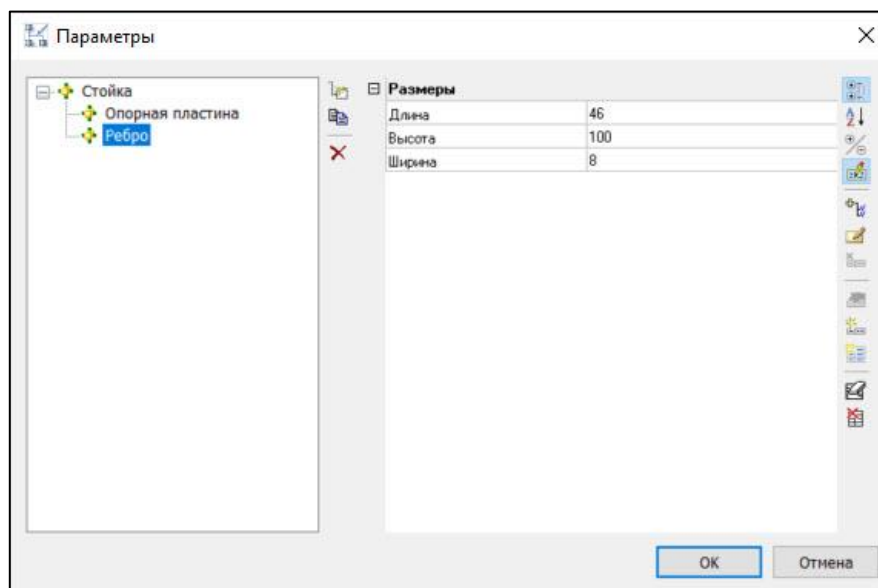 Параметры
Стойка
Опорная пластина
Ребро
Размеры
Длина 46
Высота 100
Ширина 8
OK Отмена